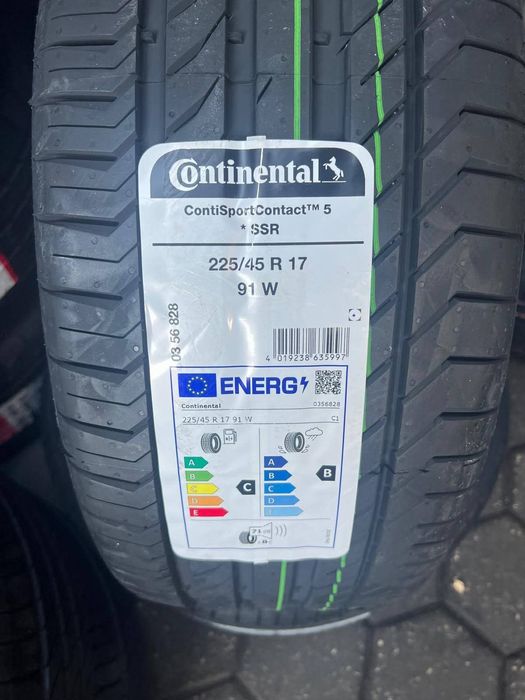 Continental
ContiSportContact™ 5
* SSR
225/45 R 17
91 W
03 56 828
4 019238 635997
ENERG
Continental 0356828
225/45 R 17 91 W C1
A A
B B B
C C
D D
E